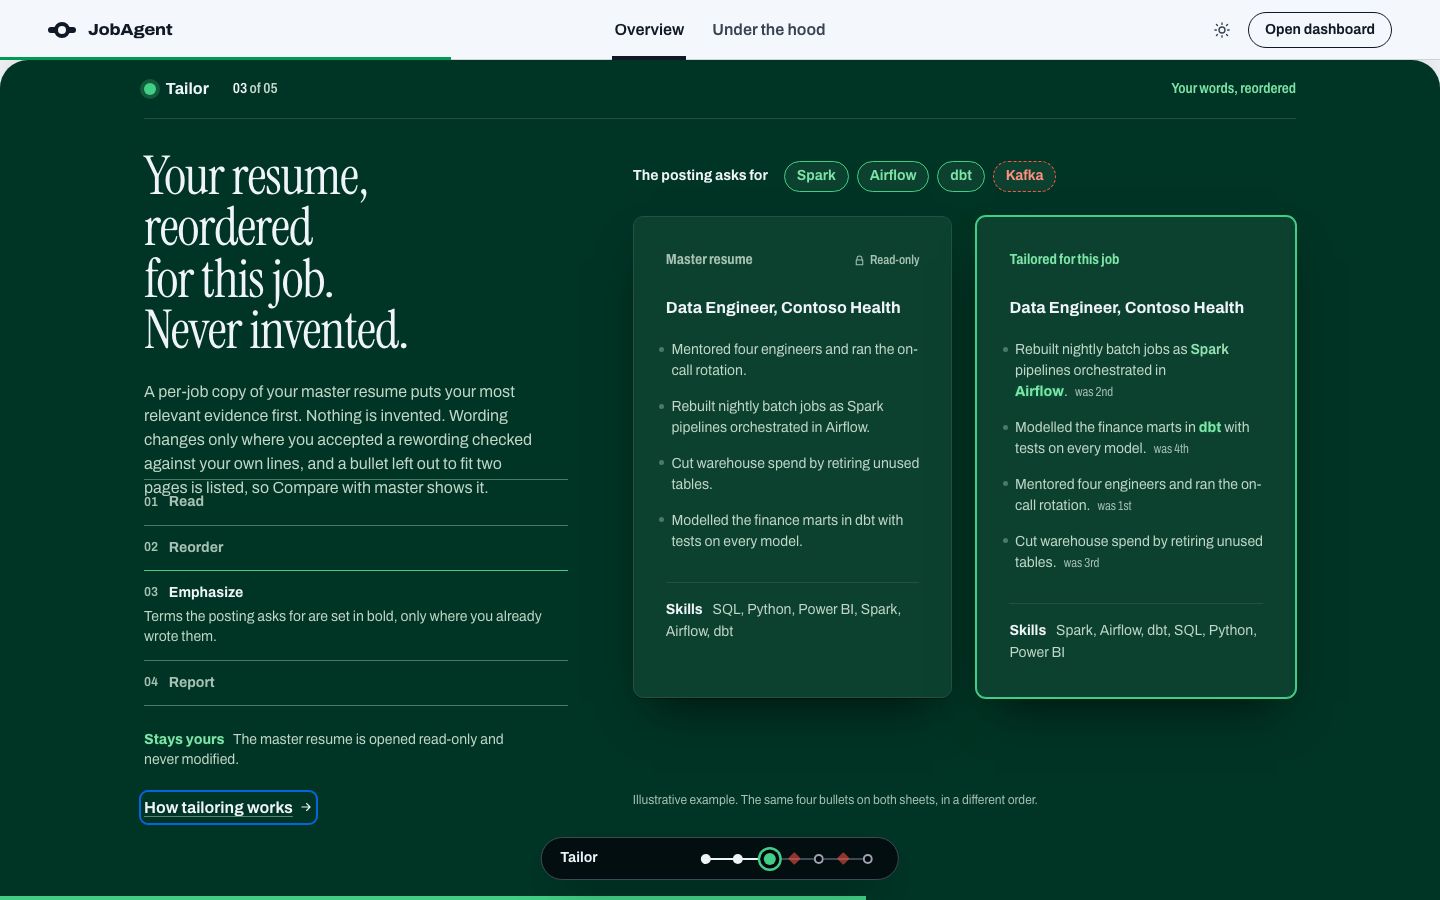 JobAgent
Overview
Under the hood
Open dashboard
Tailor
03 of 05
Your words, reordered
Your resume,
reordered
for this job.
Never invented.
A per-job copy of your master resume puts your most
relevant evidence first. Nothing is invented. Wording
changes only where you accepted a rewording checked
against your own lines, and a bullet left out to fit two
pages is listed, so Compare with master shows it.
01 Read
02 Reorder
03 Emphasize
Terms the posting asks for are set in bold, only where you already
wrote them.
04 Report
Stays yours The master resume is opened read-only and
never modified.
How tailoring works →
The posting asks for Spark Airflow dbt Kafka
Master resume
Read-only
Data Engineer, Contoso Health
Mentored four engineers and ran the on-
call rotation.
Rebuilt nightly batch jobs as Spark
pipelines orchestrated in Airflow.
Cut warehouse spend by retiring unused
tables.
Modelled the finance marts in dbt with
tests on every model.
Skills SQL, Python, Power BI, Spark,
Airflow, dbt
Tailored for this job
Data Engineer, Contoso Health
Rebuilt nightly batch jobs as Spark
pipelines orchestrated in
Airflow. was 2nd
Modelled the finance marts in dbt with
tests on every model. was 4th
Mentored four engineers and ran the on-
call rotation. was 1st
Cut warehouse spend by retiring unused
tables. was 3rd
Skills Spark, Airflow, dbt, SQL, Python,
Power BI
Illustrative example. The same four bullets on both sheets, in a different order.
Tailor